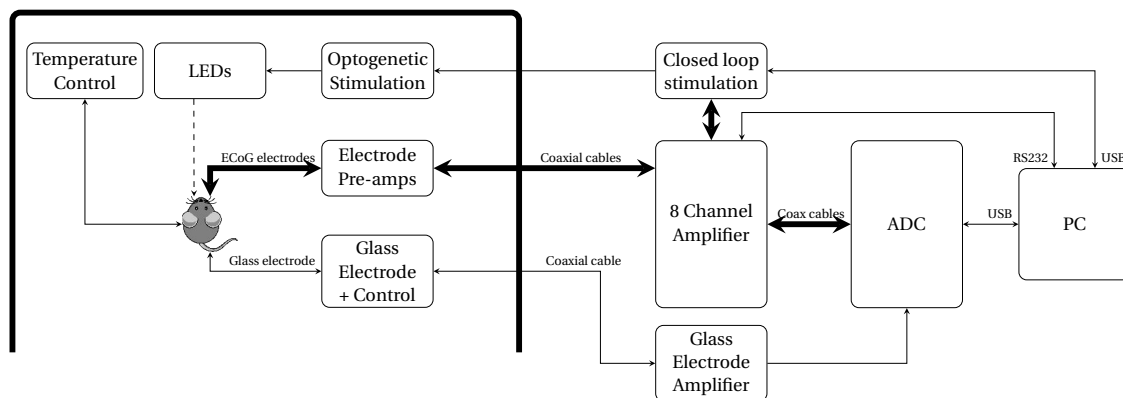 Temperature
Control
LEDs
Optogenetic
Stimulation
Closed loop
stimulation
ECoG electrodes
Electrode
Pre-amps
Coaxial cables
8 Channel
Amplifier
Coax cables
ADC
RS232
USB
USB
PC
Glass electrode
Glass
Electrode
+ Control
Coaxial cable
Glass
Electrode
Amplifier